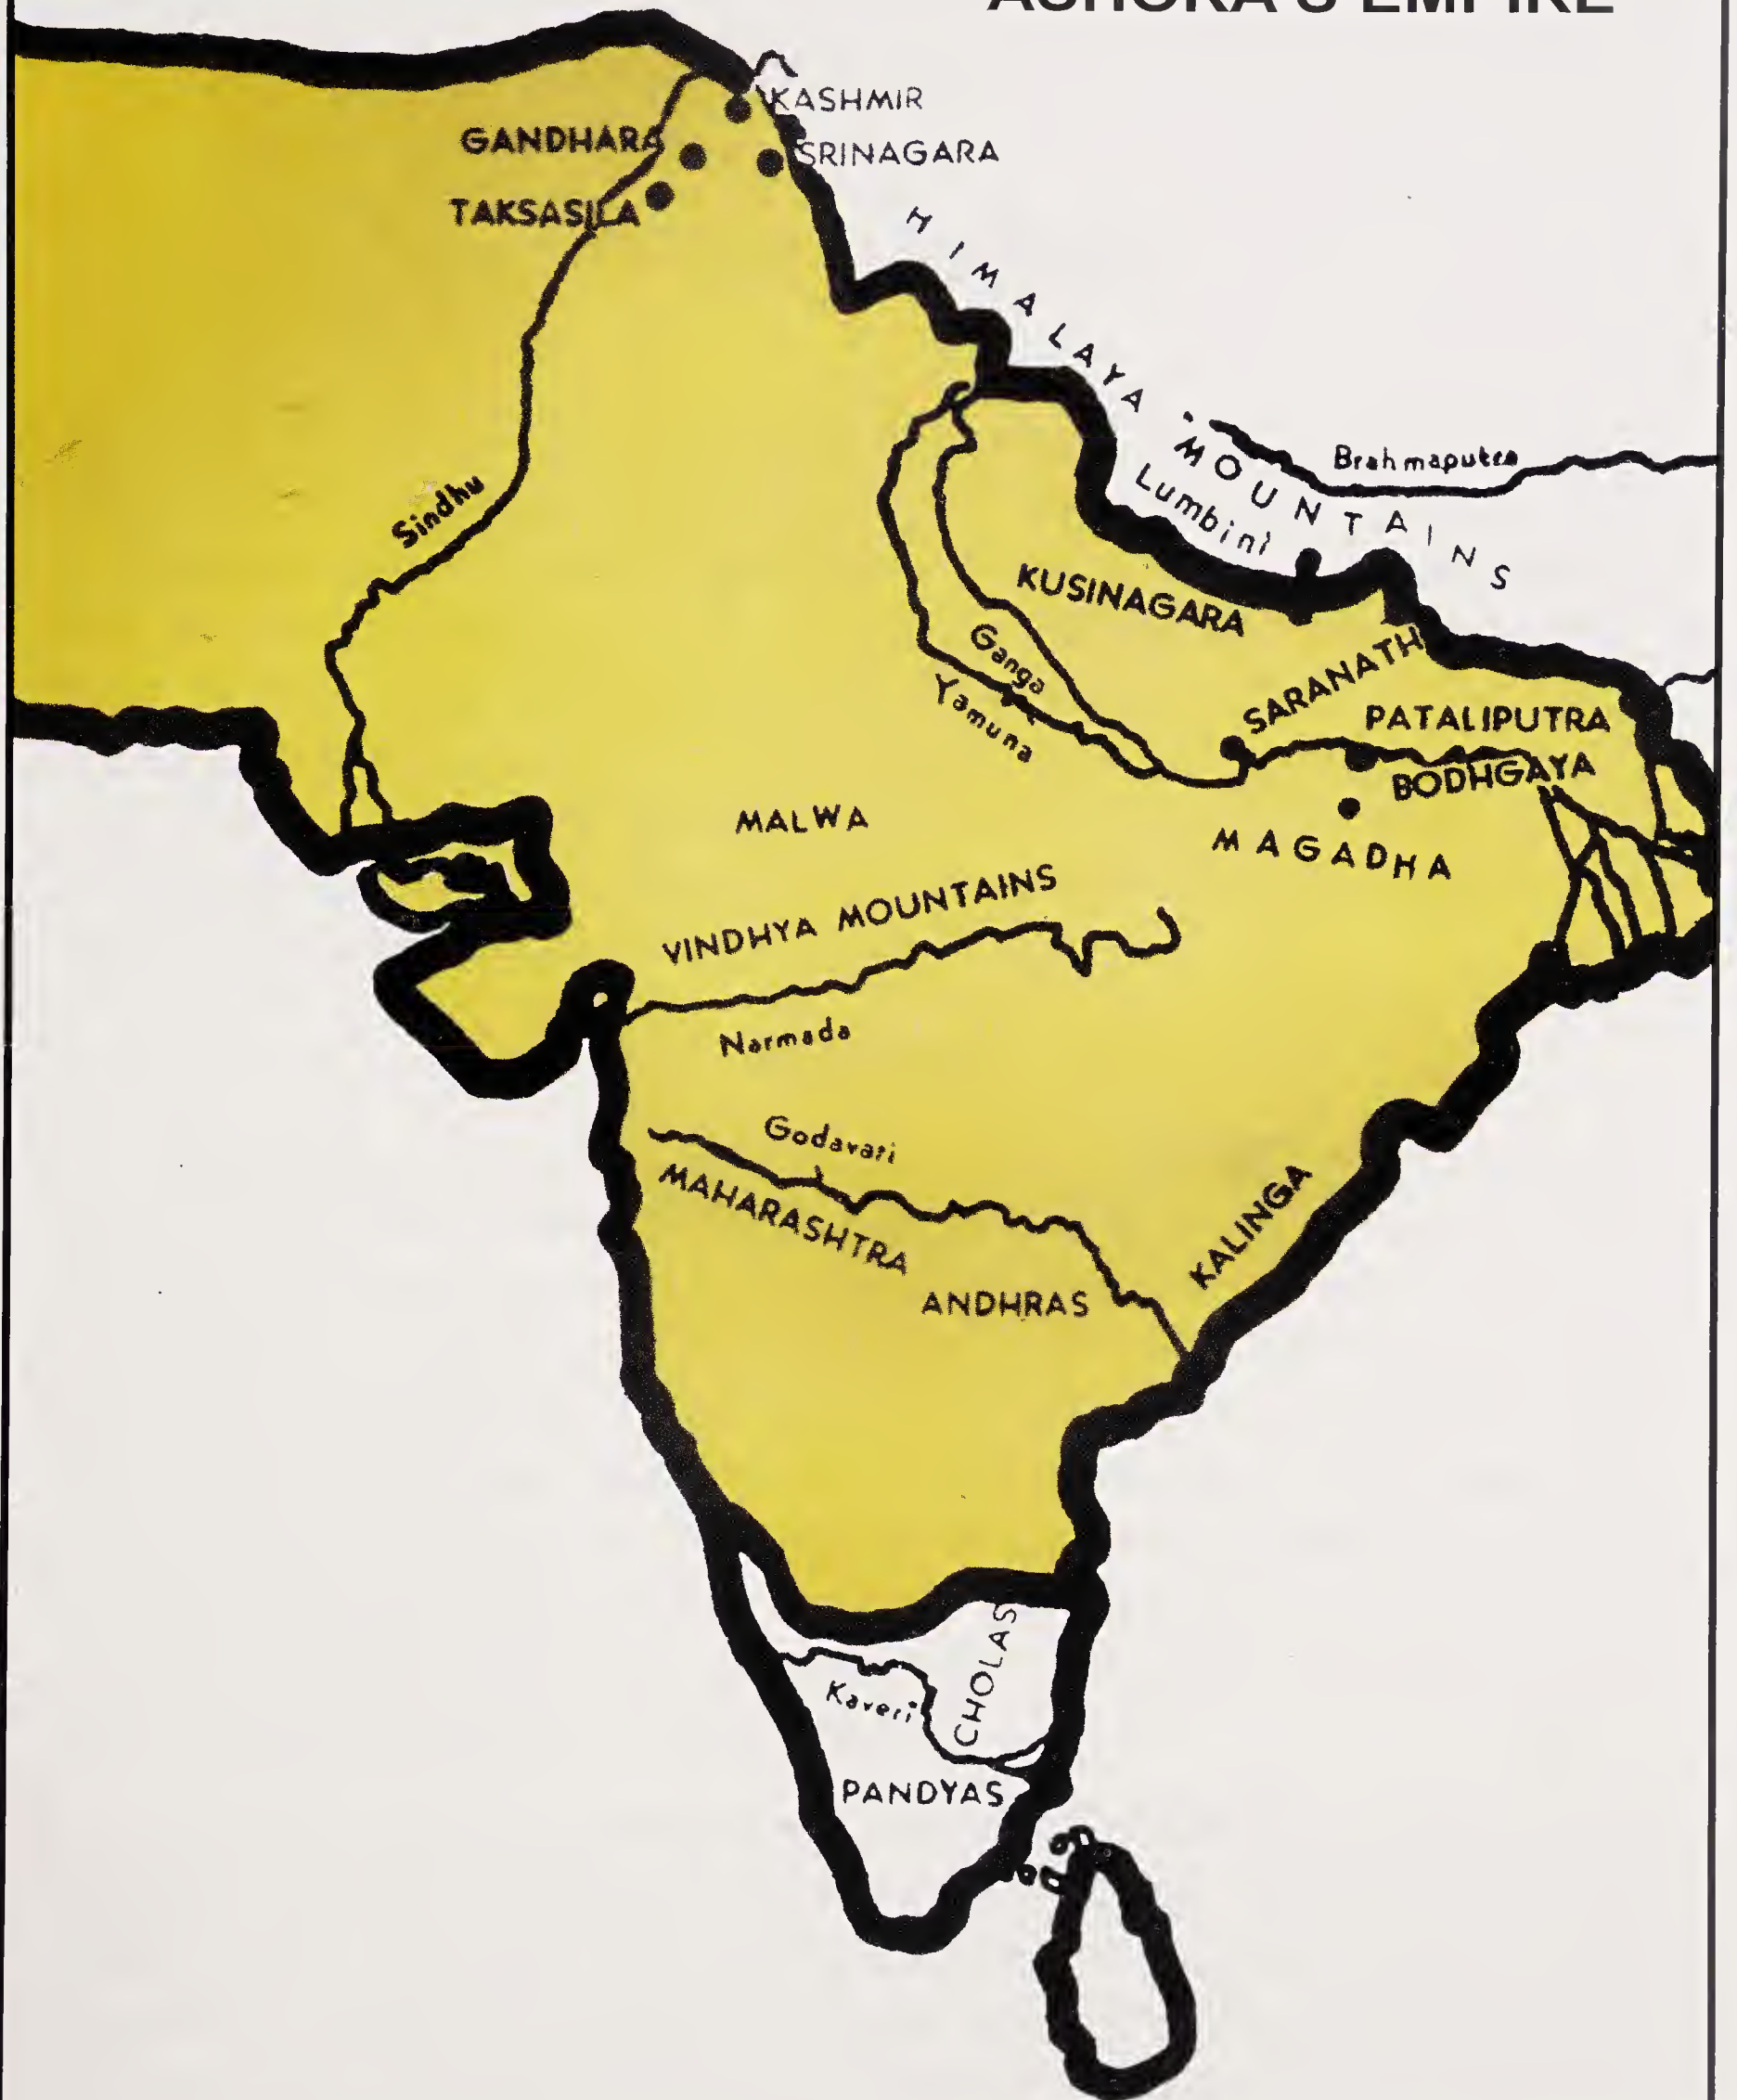 ASHOKA'S EMPIRE
KASHMIR
GANDHARA
SRINAGARA
TAKSASILA
HIMALAYA MOUNTAINS
Brahmaputra
Lumbini
Sindhu
KUSINAGARA
Ganga
Yamuna
SARANATH
PATALIPUTRA
BODHGAYA
MALWA
MAGADHA
VINDHYA MOUNTAINS
Narmada
Godavari
MAHARASHTRA
KALINGA
ANDHRAS
CHOLAS
Kaveri
PANDYAS